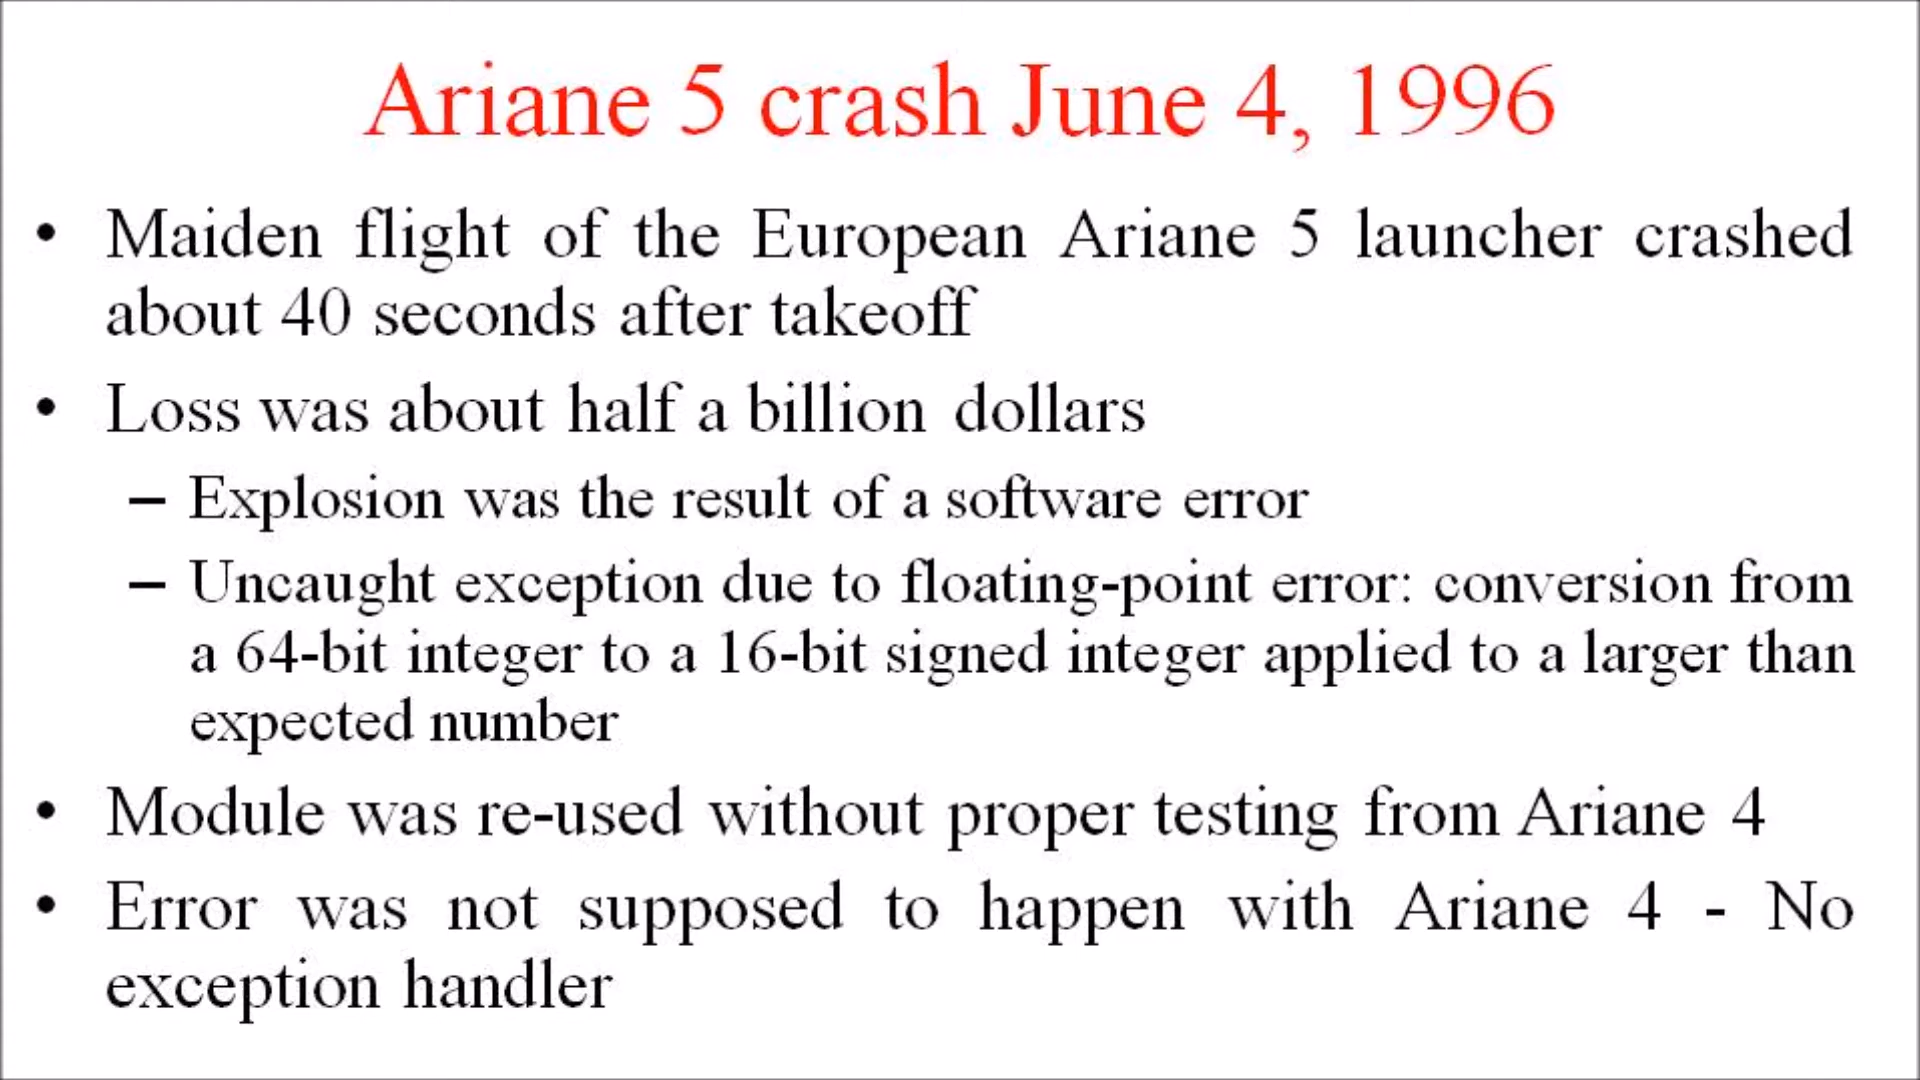 Ariane 5 crash June 4, 1996
• Maiden flight of the European Ariane 5 launcher crashed
about 40 seconds after takeoff
• Loss was about half a billion dollars
– Explosion was the result of a software error
– Uncaught exception due to floating-point error: conversion from
a 64-bit integer to a 16-bit signed integer applied to a larger than
expected number
• Module was re-used without proper testing from Ariane 4
• Error was not supposed to happen with Ariane 4 - No
exception handler